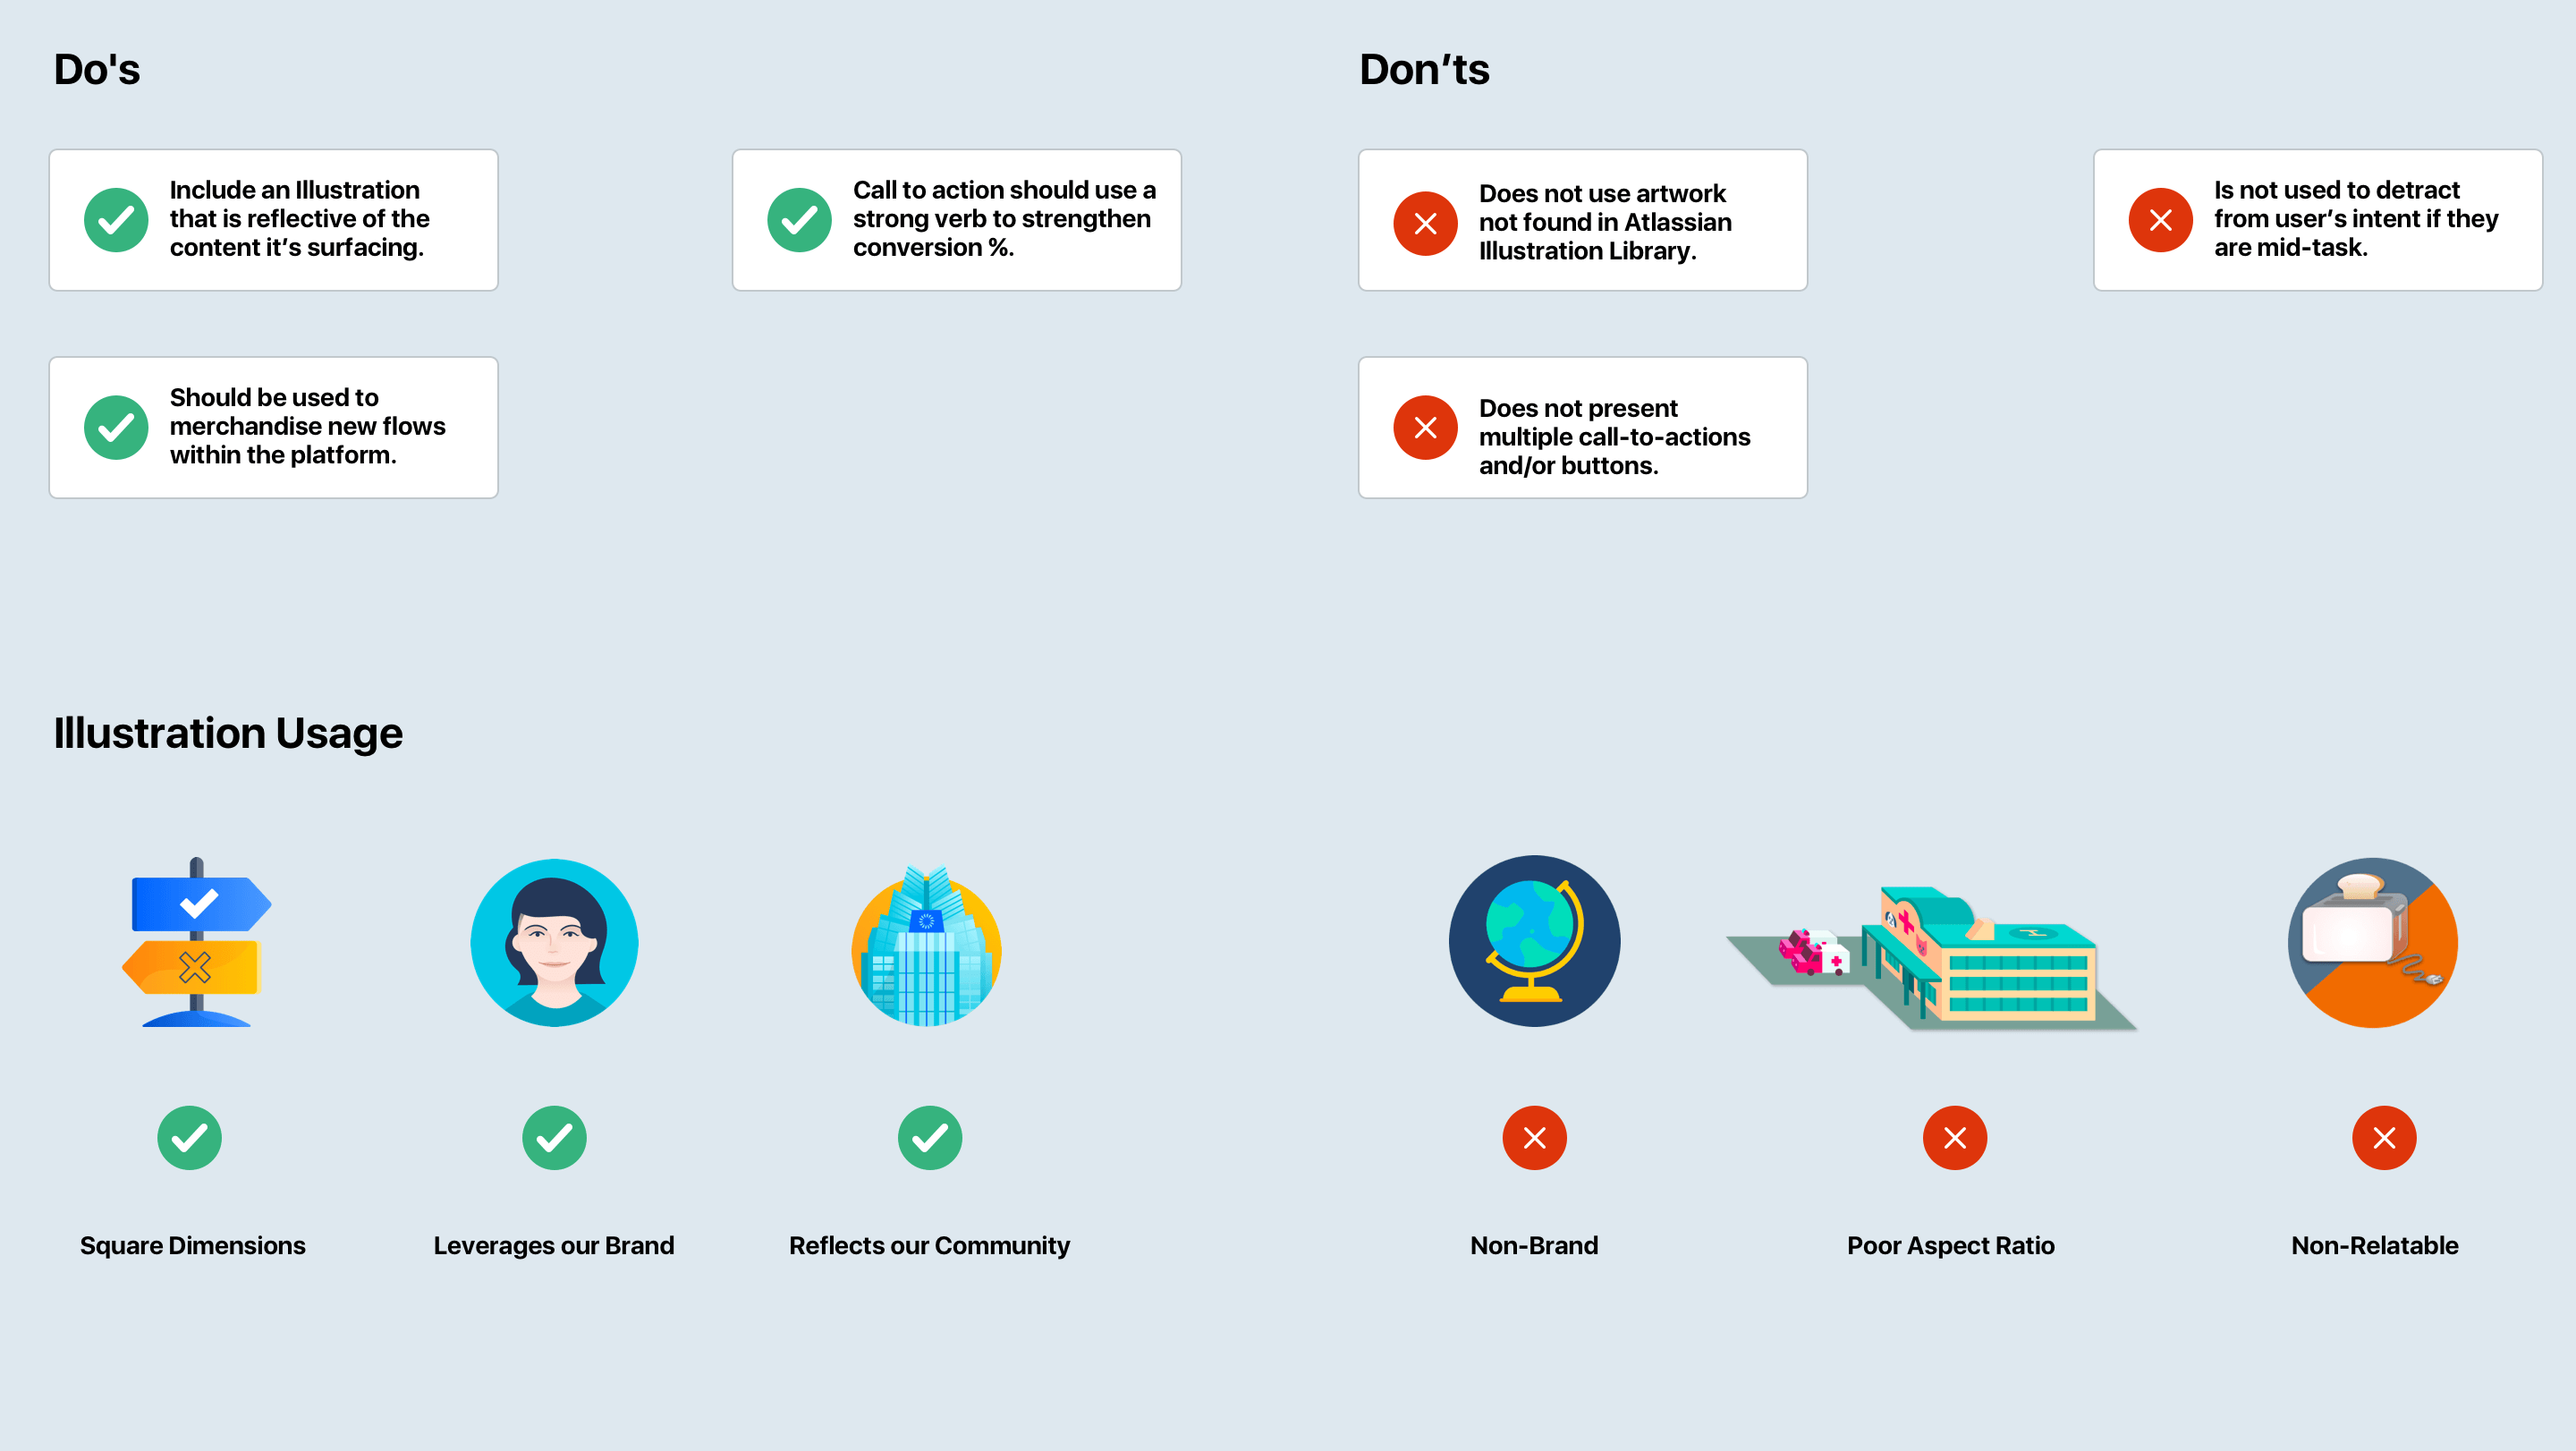 Do's
Include an Illustration
that is reflective of the
content it’s surfacing.
Call to action should use a
strong verb to strengthen
conversion %.
Should be used to
merchandise new flows
within the platform.
Don’ts
Does not use artwork
not found in Atlassian
Illustration Library.
Is not used to detract
from user’s intent if they
are mid-task.
Does not present
multiple call-to-actions
and/or buttons.
Illustration Usage
Square Dimensions
Leverages our Brand
Reflects our Community
Non-Brand
Poor Aspect Ratio
Non-Relatable